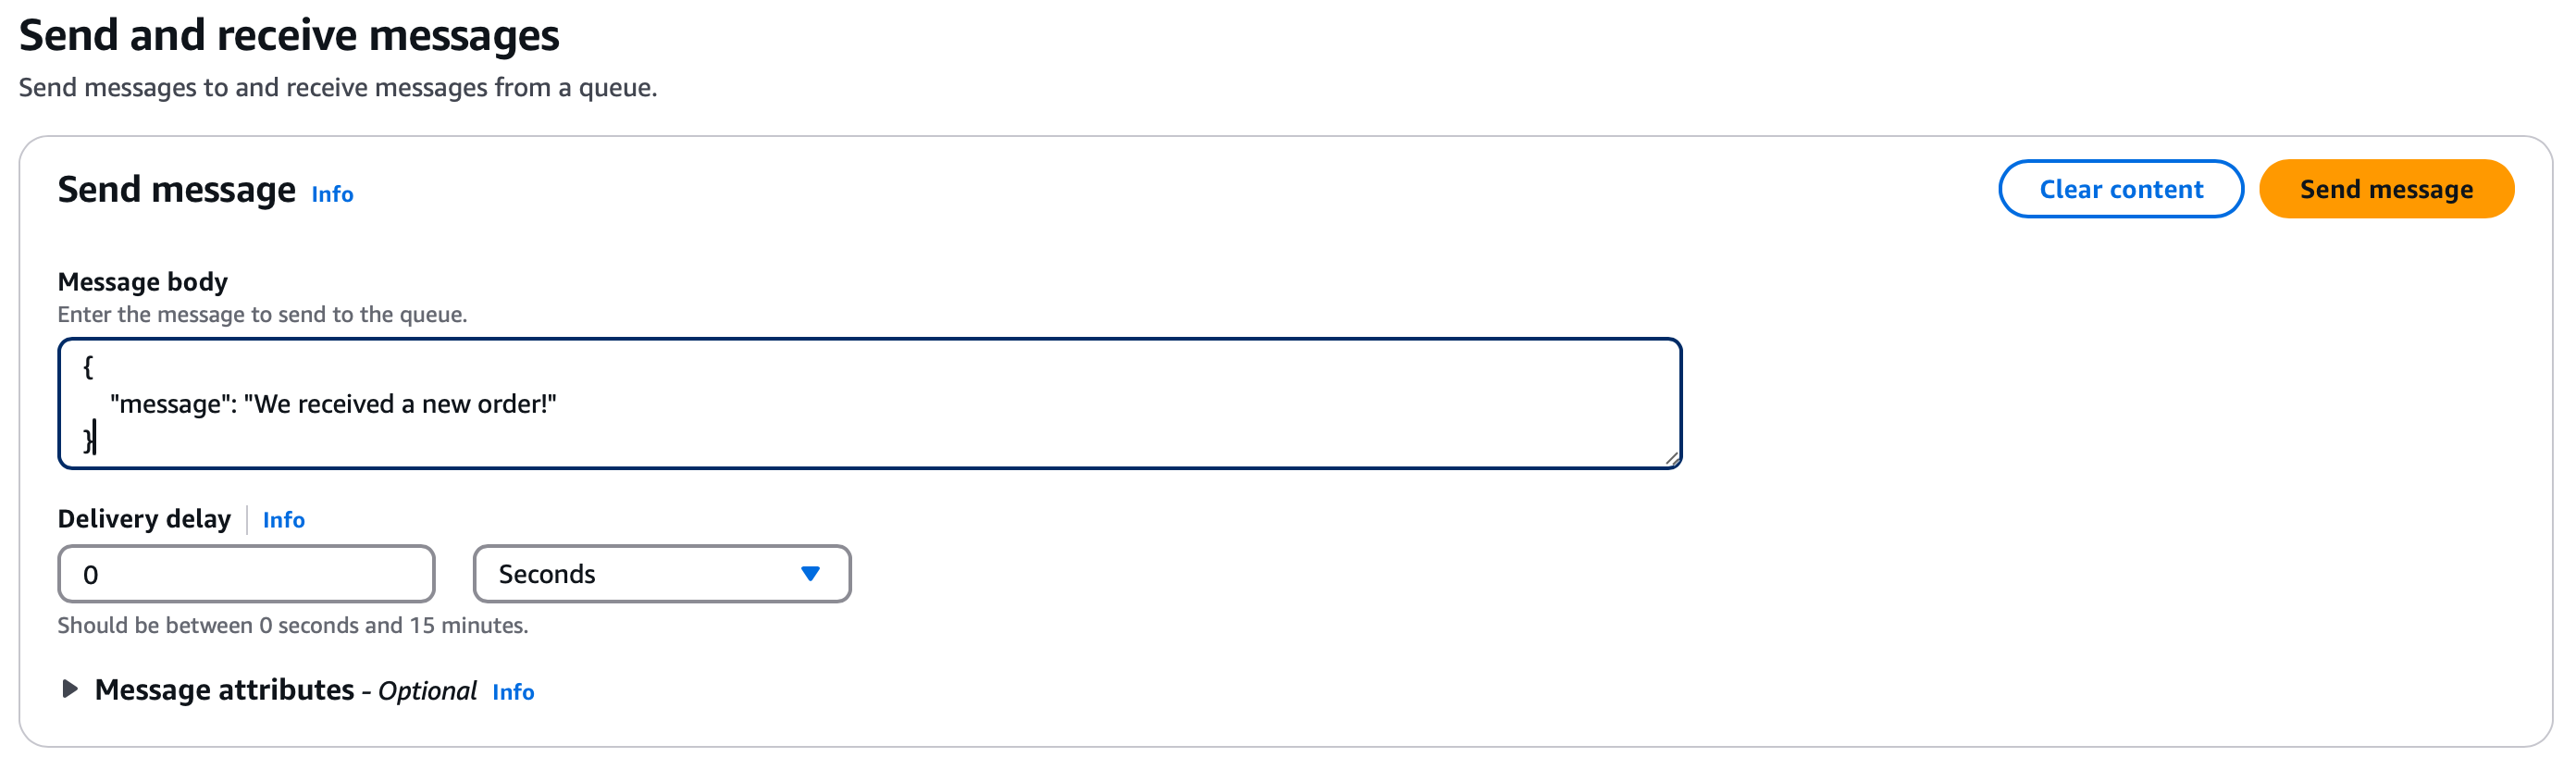 Send and receive messages
Send messages to and receive messages from a queue.
Send message Info
Clear content
Send message
Message body
Enter the message to send to the queue.
{
"message": "We received a new order!"
}
Delivery delay Info
0
Seconds
Should be between 0 seconds and 15 minutes.
Message attributes - Optional Info